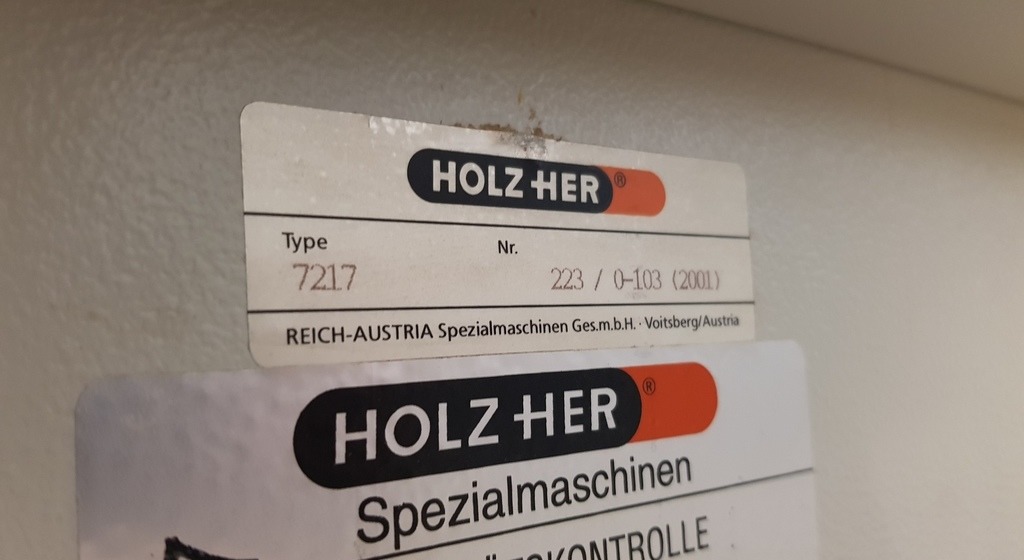 HOLZ-HER®
Type Nr.
7217 223 / 0-103 (2001)
REICH-AUSTRIA Spezialmaschinen Ges.m.b.H. · Voitsberg/Austria
HOLZ-HER®
Spezialmaschinen